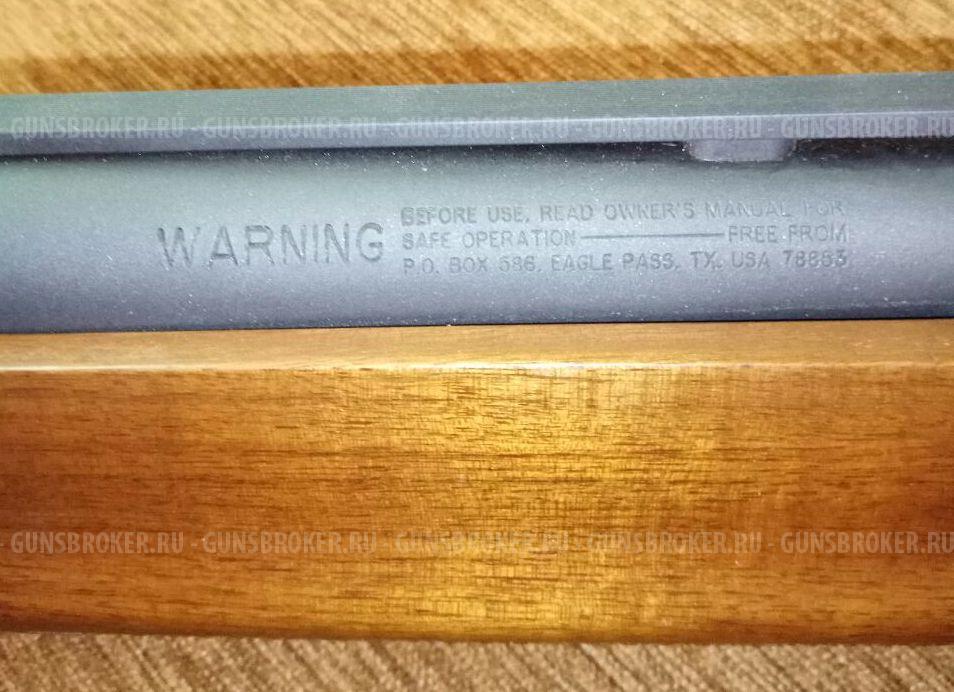 GUNSBROKER.RU - GUNSBROKER.RU - GUNSBROKER.RU - GUNSBROKER.RU - GUNSBROKER.RU
WARNING
BEFORE USE, READ OWNER'S MANUAL FOR
SAFE OPERATION — FREE FROM
P.O. BOX 686, EAGLE PASS, TX. USA 78853
- GUNSBROKER.RU - GUNSBROKER.RU - GUNSBROKER.RU - GUNSBROKER.RU - GUNSBROKER.RU